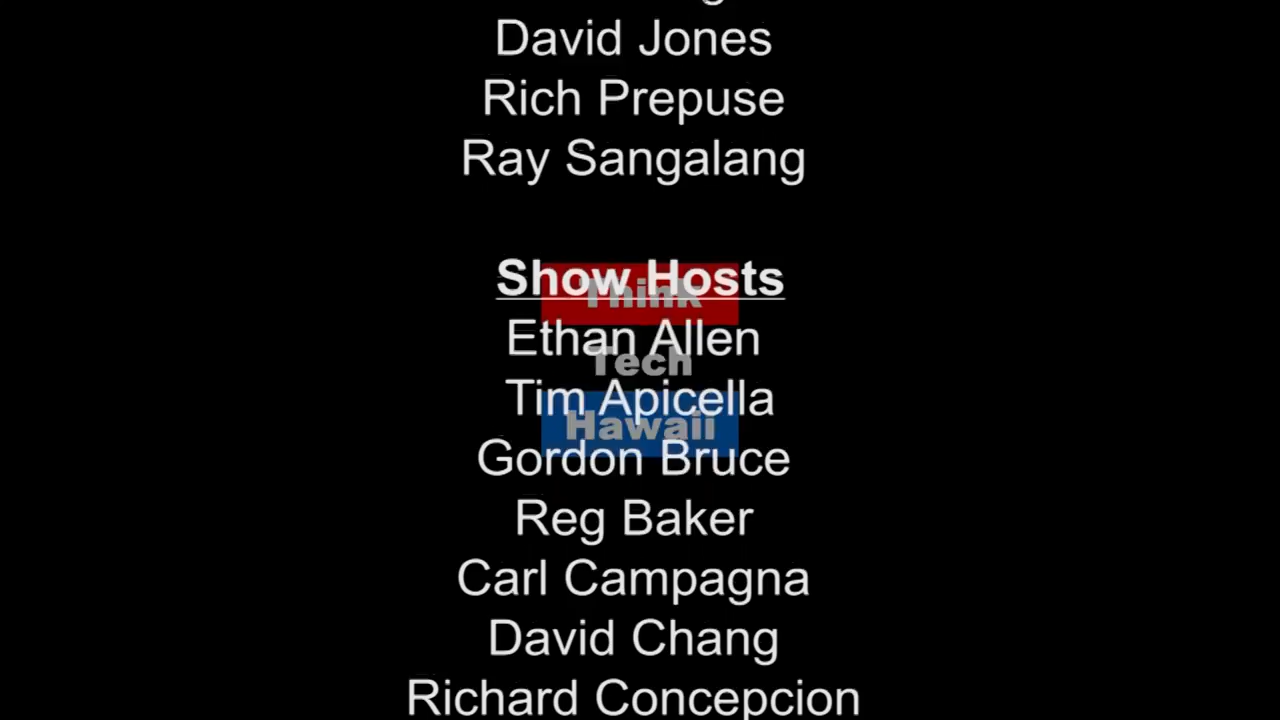 David Jones
Rich Prepuse
Ray Sangalang
Show Hosts
Think
Ethan Allen
Tech
Tim Apicella
Hawaii
Gordon Bruce
Reg Baker
Carl Campagna
David Chang
Richard Concepcion